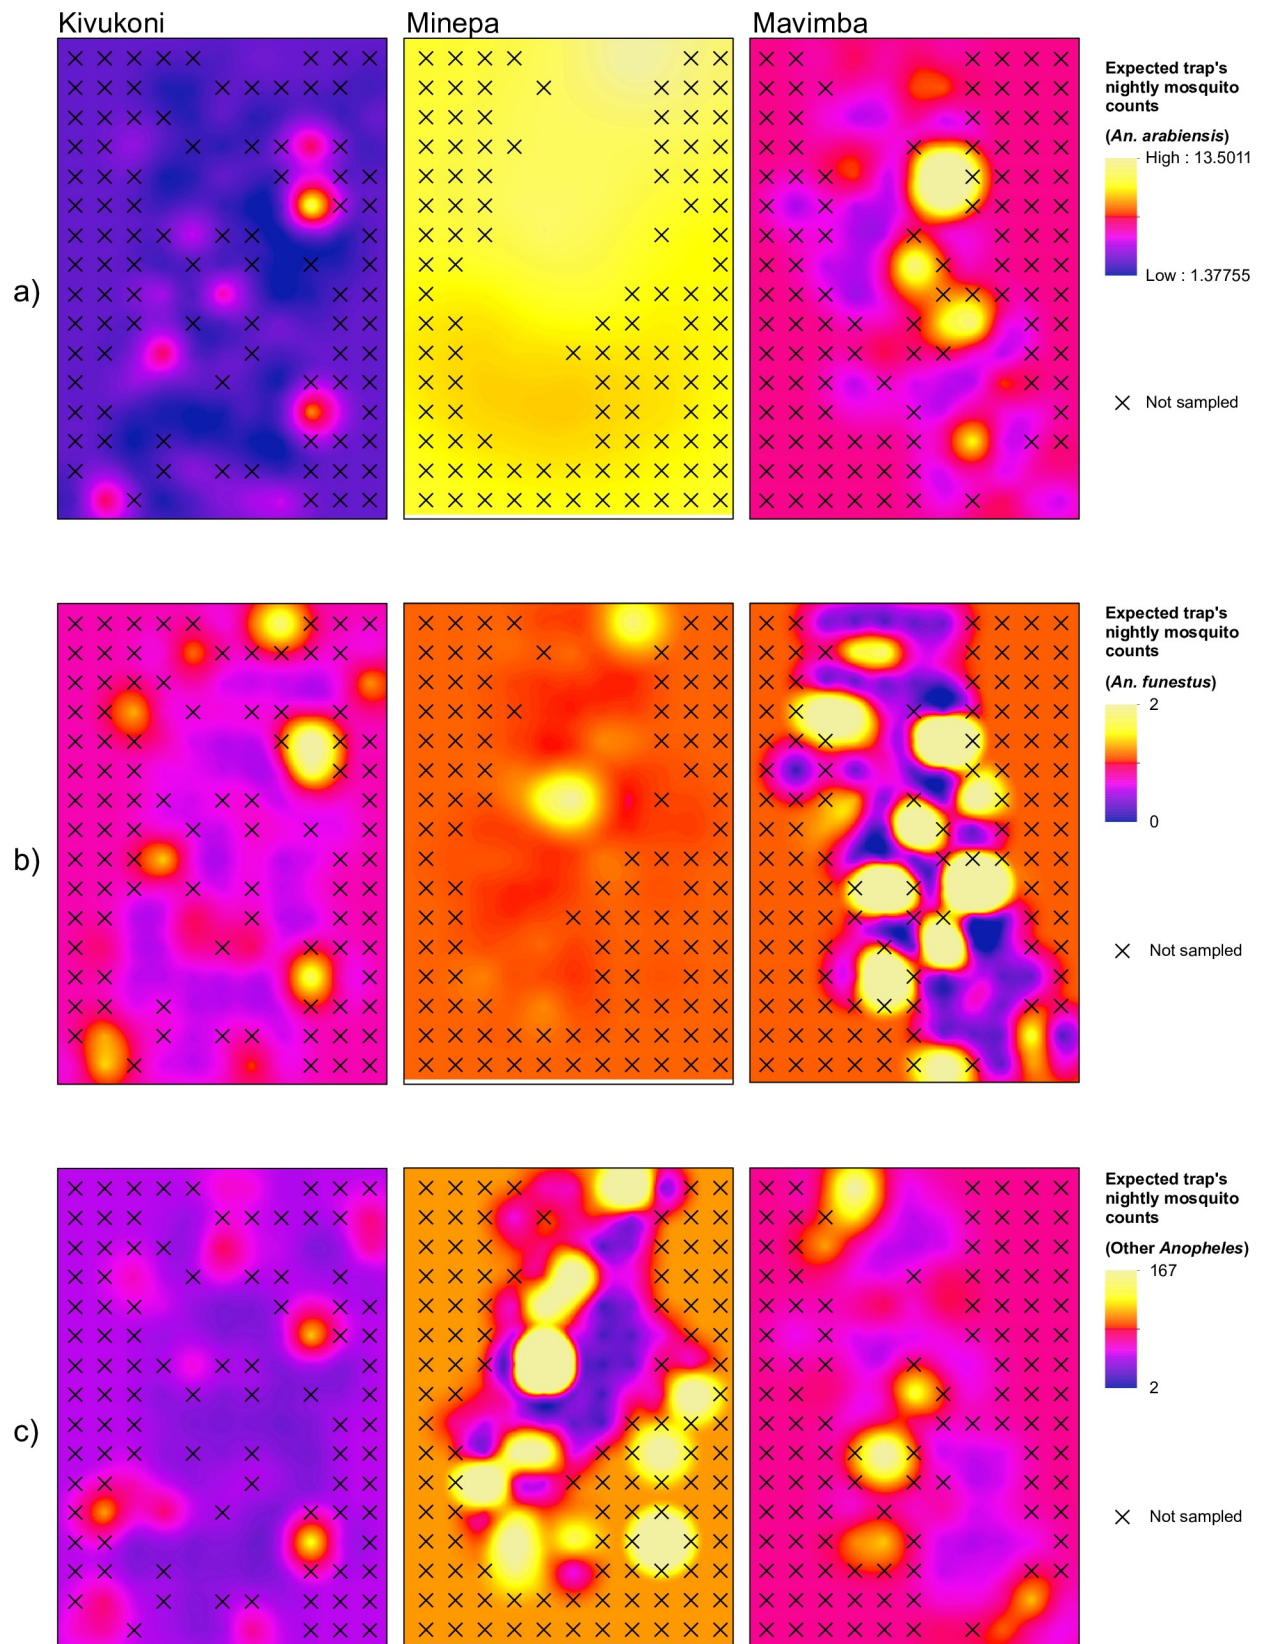 Kivukoni
Minepa
Mavimba
a)
Expected trap's
nightly mosquito
counts
(An. arabiensis)
High : 13.5011
Low : 1.37755
Not sampled
b)
Expected trap's
nightly mosquito
counts
(An. funestus)
2
0
Not sampled
c)
Expected trap's
nightly mosquito
counts
(Other Anopheles)
167
2
Not sampled